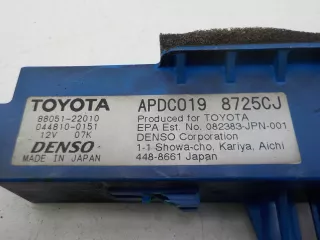 TOYOTA
88051-22010
044810-0151
12V 07K
DENSO
MADE IN JAPAN
APDC019 8725CJ
Produced for TOYOTA
EPA Est. No. 082383-JPN-001
DENSO Corporation
1-1 Showa-cho, Kariya, Aichi
448-8661 Japan